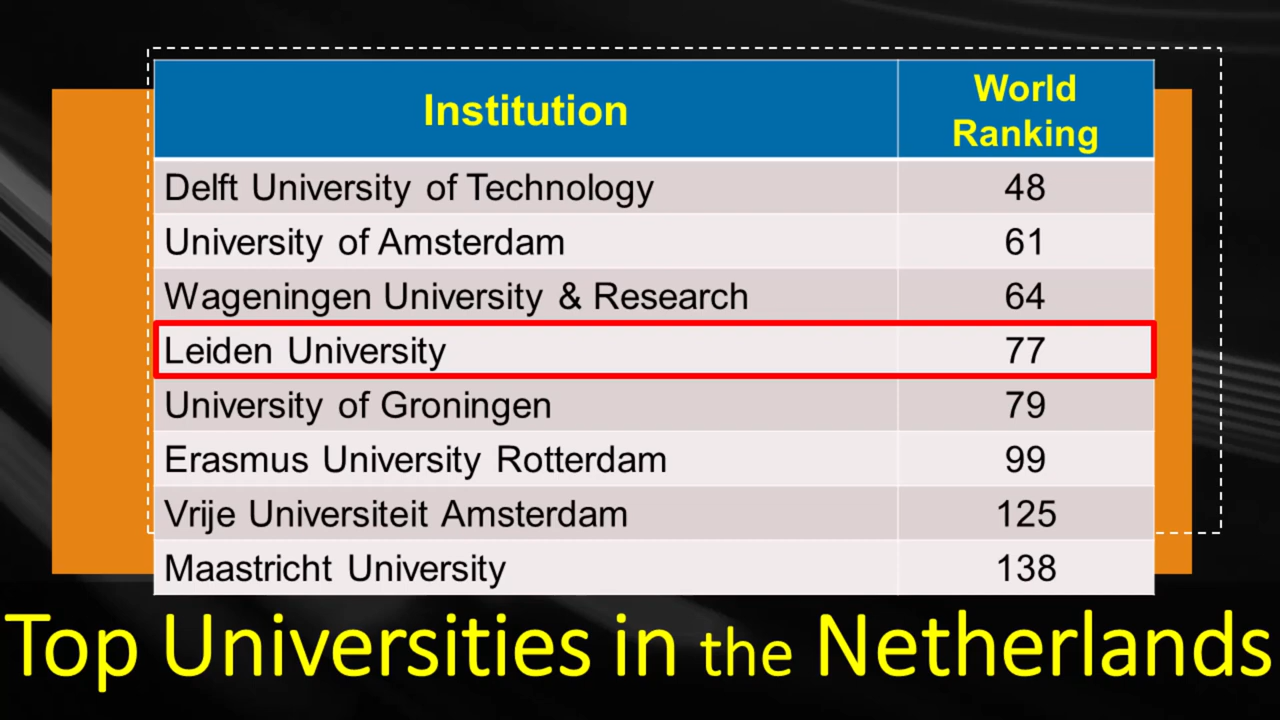 Institution World Ranking
Delft University of Technology 48
University of Amsterdam 61
Wageningen University & Research 64
Leiden University 77
University of Groningen 79
Erasmus University Rotterdam 99
Vrije Universiteit Amsterdam 125
Maastricht University 138
Top Universities in the Netherlands